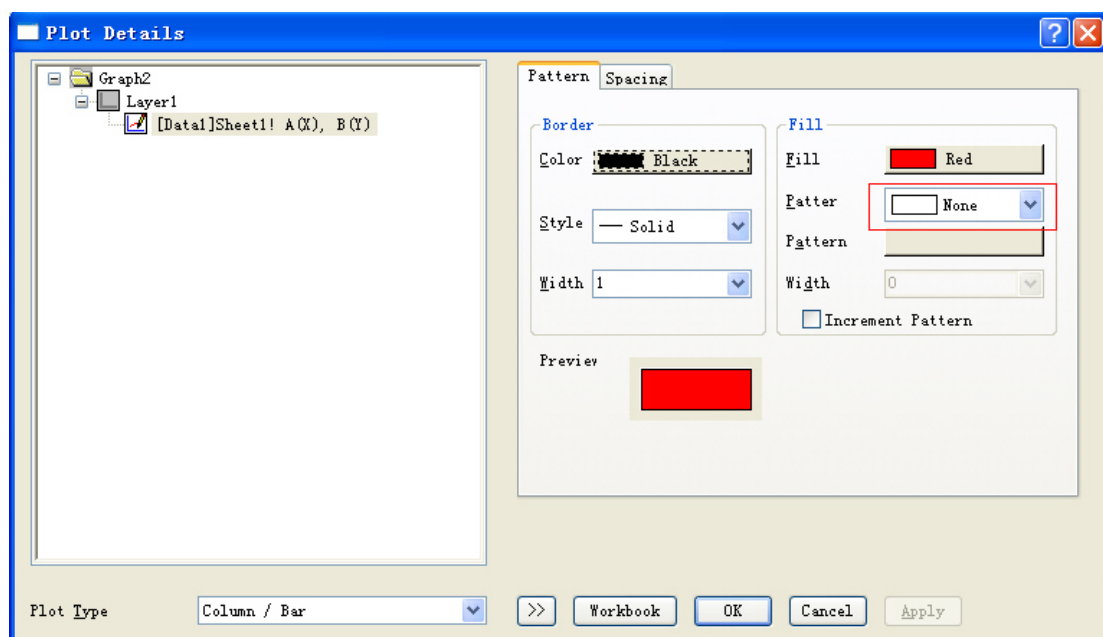 Plot Details
Graph2
Layer1
[Data1]Sheet1! A(X), B(Y)
Pattern Spacing
Border
Color Black
Style Solid
Width 1
Fill
Fill Red
Patter None
Pattern
Width 0
Increment Pattern
Preview
Plot Type Column / Bar
>> Workbook OK Cancel Apply